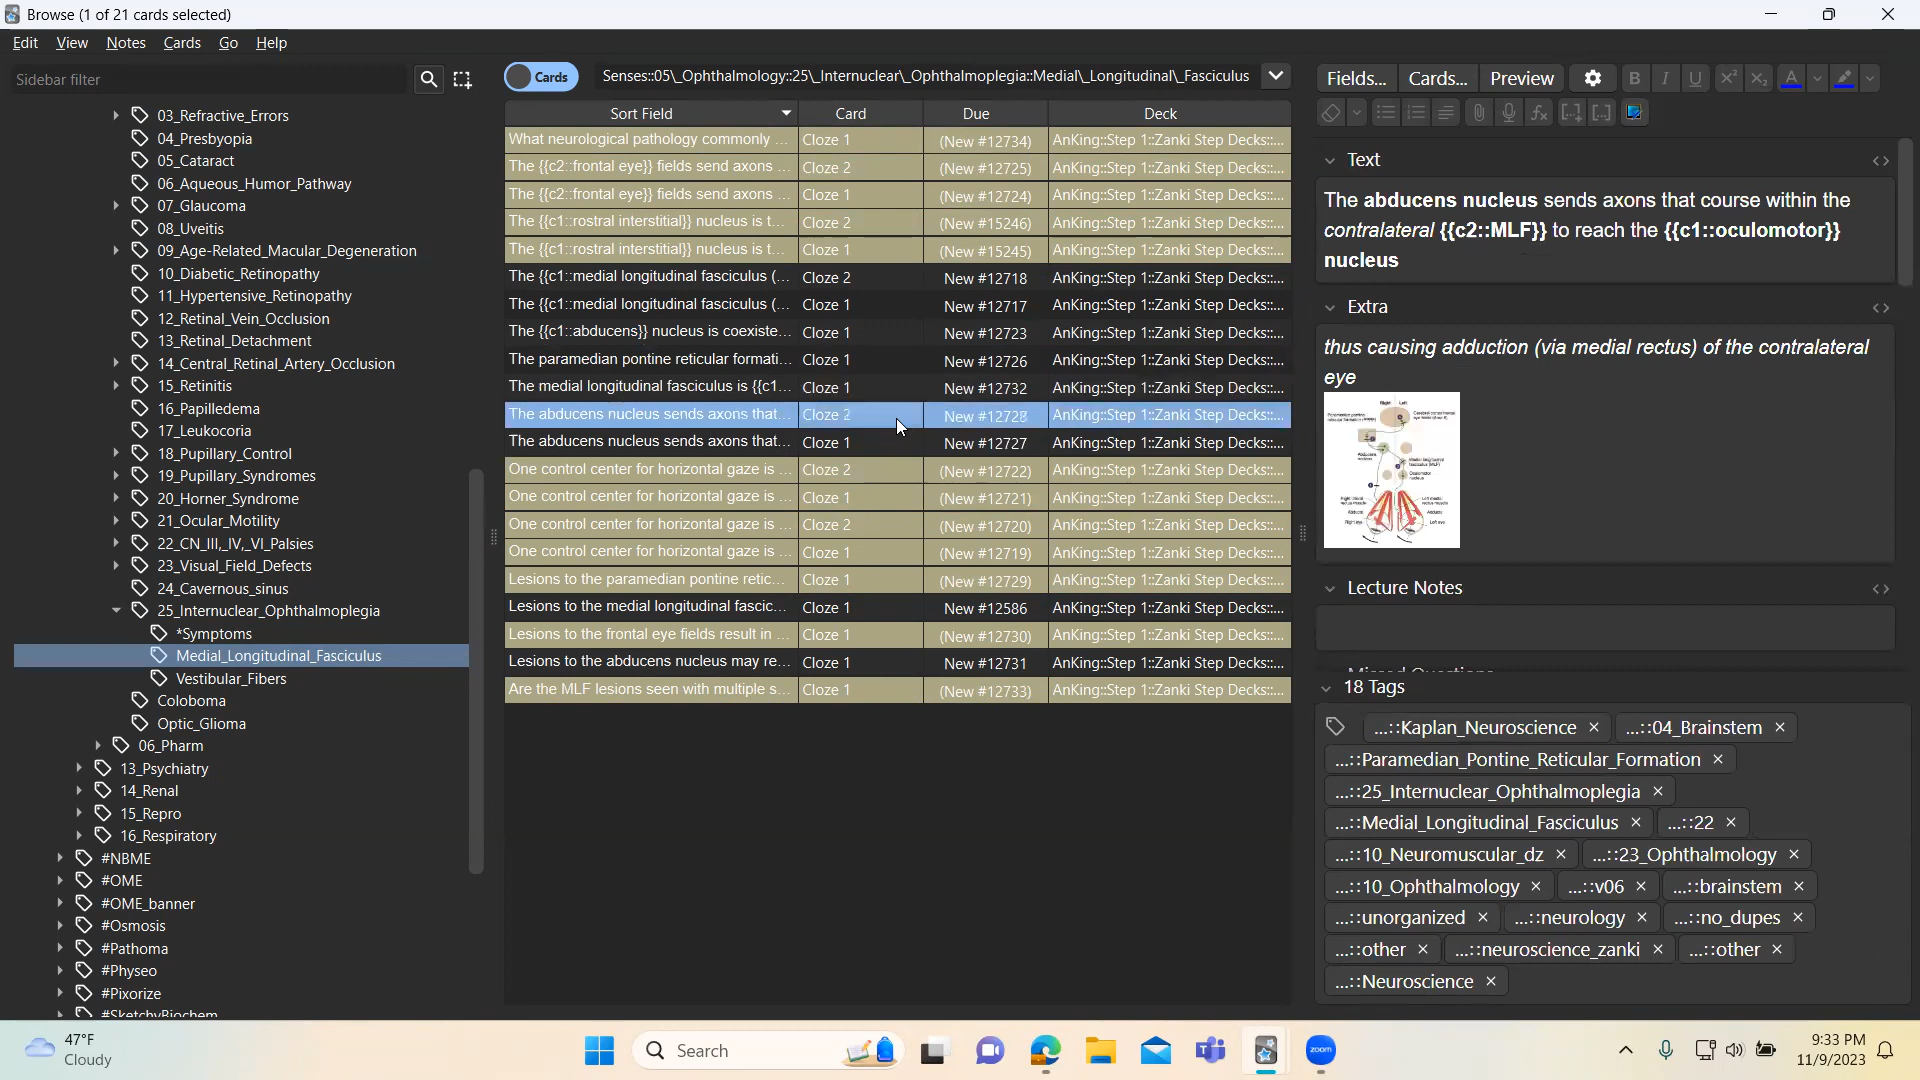 Browse (1 of 21 cards selected)
Edit View Notes Cards Go Help
Sidebar filter
03_Refractive_Errors
04_Presbyopia
05_Cataract
06_Aqueous_Humor_Pathway
07_Glaucoma
08_Uveitis
09_Age-Related_Macular_Degeneration
10_Diabetic_Retinopathy
11_Hypertensive_Retinopathy
12_Retinal_Vein_Occlusion
13_Retinal_Detachment
14_Central_Retinal_Artery_Occlusion
15_Retinitis
16_Papilledema
17_Leukocoria
18_Pupillary_Control
19_Pupillary_Syndromes
20_Horner_Syndrome
21_Ocular_Motility
22_CN_III,_IV,_VI_Palsies
23_Visual_Field_Defects
24_Cavernous_sinus
25_Internuclear_Ophthalmoplegia
*Symptoms
Medial_Longitudinal_Fasciculus
Vestibular_Fibers
Coloboma
Optic_Glioma
06_Pharm
13_Psychiatry
14_Renal
15_Repro
16_Respiratory
#NBME
#OME
#OME_banner
#Osmosis
#Pathoma
#Physeo
#Pixorize
#SketchyBiochem
Cards Senses::05\_Ophthalmology::25\_Internuclear\_Ophthalmoplegia::Medial\_Longitudinal\_Fasciculus
Sort Field Card Due Deck
What neurological pathology commonly ... Cloze 1 (New #12734) AnKing::Step 1::Zanki Step Decks::...
The {{c2::frontal eye}} fields send axons ... Cloze 2 (New #12725) AnKing::Step 1::Zanki Step Decks::...
The {{c2::frontal eye}} fields send axons ... Cloze 1 (New #12724) AnKing::Step 1::Zanki Step Decks::...
The {{c1::rostral interstitial}} nucleus is t... Cloze 2 (New #15246) AnKing::Step 1::Zanki Step Decks::...
The {{c1::rostral interstitial}} nucleus is t... Cloze 1 (New #15245) AnKing::Step 1::Zanki Step Decks::...
The {{c1::medial longitudinal fasciculus (... Cloze 2 New #12718 AnKing::Step 1::Zanki Step Decks::...
The {{c1::medial longitudinal fasciculus (... Cloze 1 New #12717 AnKing::Step 1::Zanki Step Decks::...
The {{c1::abducens}} nucleus is coexiste... Cloze 1 New #12723 AnKing::Step 1::Zanki Step Decks::...
The paramedian pontine reticular formati... Cloze 1 New #12726 AnKing::Step 1::Zanki Step Decks::...
The medial longitudinal fasciculus is {{c1... Cloze 1 New #12732 AnKing::Step 1::Zanki Step Decks::...
The abducens nucleus sends axons that... Cloze 2 New #12728 AnKing::Step 1::Zanki Step Decks::...
The abducens nucleus sends axons that... Cloze 1 New #12727 AnKing::Step 1::Zanki Step Decks::...
One control center for horizontal gaze is ... Cloze 2 (New #12722) AnKing::Step 1::Zanki Step Decks::...
One control center for horizontal gaze is ... Cloze 1 (New #12721) AnKing::Step 1::Zanki Step Decks::...
One control center for horizontal gaze is ... Cloze 2 (New #12720) AnKing::Step 1::Zanki Step Decks::...
One control center for horizontal gaze is ... Cloze 1 (New #12719) AnKing::Step 1::Zanki Step Decks::...
Lesions to the paramedian pontine retic... Cloze 1 (New #12729) AnKing::Step 1::Zanki Step Decks::...
Lesions to the medial longitudinal fascic... Cloze 1 New #12586 AnKing::Step 1::Zanki Step Decks::...
Lesions to the frontal eye fields result in ... Cloze 1 (New #12730) AnKing::Step 1::Zanki Step Decks::...
Lesions to the abducens nucleus may re... Cloze 1 New #12731 AnKing::Step 1::Zanki Step Decks::...
Are the MLF lesions seen with multiple s... Cloze 1 (New #12733) AnKing::Step 1::Zanki Step Decks::...
Fields... Cards... Preview B I U
Text
The abducens nucleus sends axons that course within the
contralateral {{c2::MLF}} to reach the {{c1::oculomotor}}
nucleus
Extra
thus causing adduction (via medial rectus) of the contralateral
eye
Lecture Notes
18 Tags
...::Kaplan_Neuroscience × ...::04_Brainstem ×
...::Paramedian_Pontine_Reticular_Formation ×
...::25_Internuclear_Ophthalmoplegia ×
...::Medial_Longitudinal_Fasciculus × ...::22 ×
...::10_Neuromuscular_dz × ...::23_Ophthalmology ×
...::10_Ophthalmology × ...::v06 × ...::brainstem ×
...::unorganized × ...::neurology × ...::no_dupes ×
...::other × ...::neuroscience_zanki × ...::other ×
...::Neuroscience ×
47°F
Cloudy
Search
zoom
9:33 PM
11/9/2023